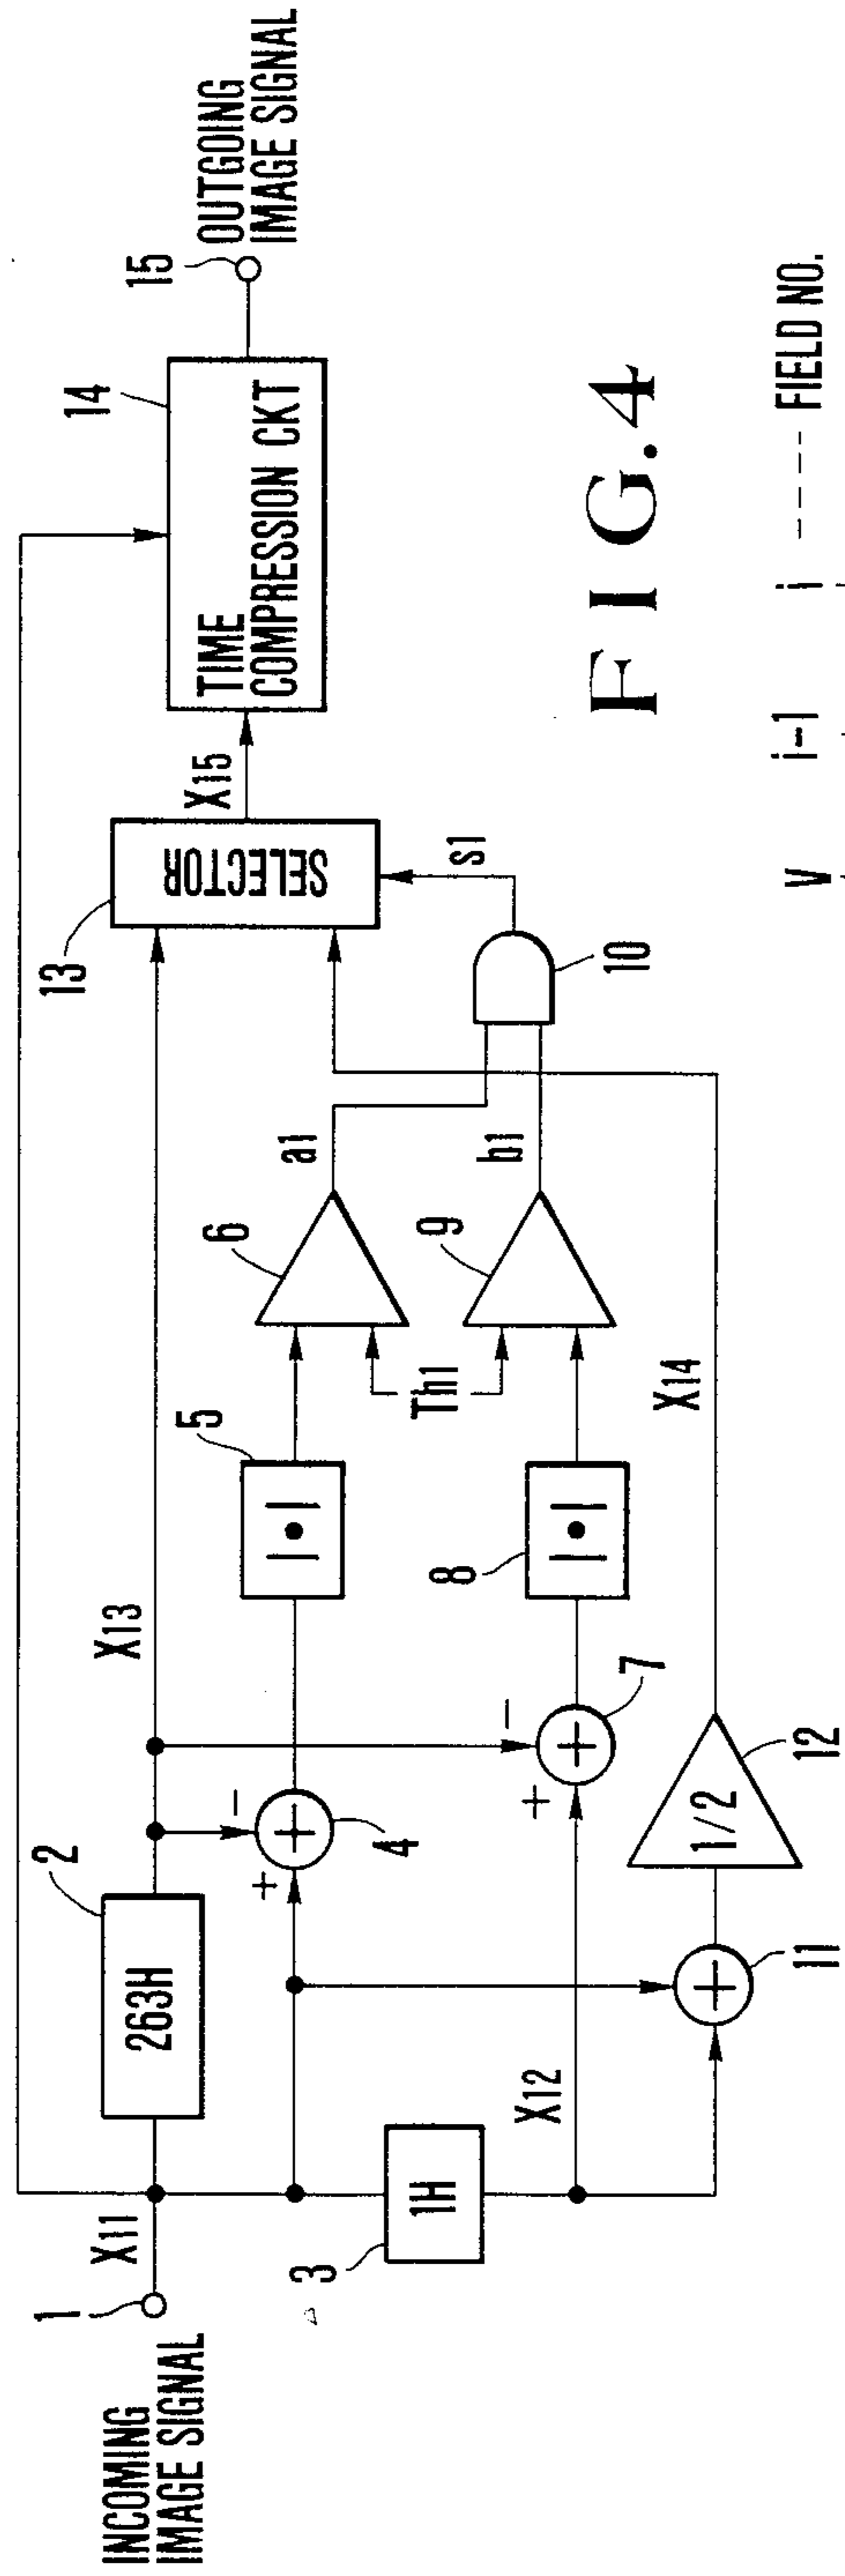 INCOMING
IMAGE SIGNAL
1
X11
2
263H
3
1H
X12
X13
+
-
+
4
+
-
+
7
5
|•|
8
|•|
Th1
6
a1
9
b1
10
s1
+
11
1/2
12
X14
13
SELECTOR
X15
14
TIME
COMPRESSION CKT
15
OUTGOING
IMAGE SIGNAL
FIG.4
V
i-1
i
---- FIELD NO.